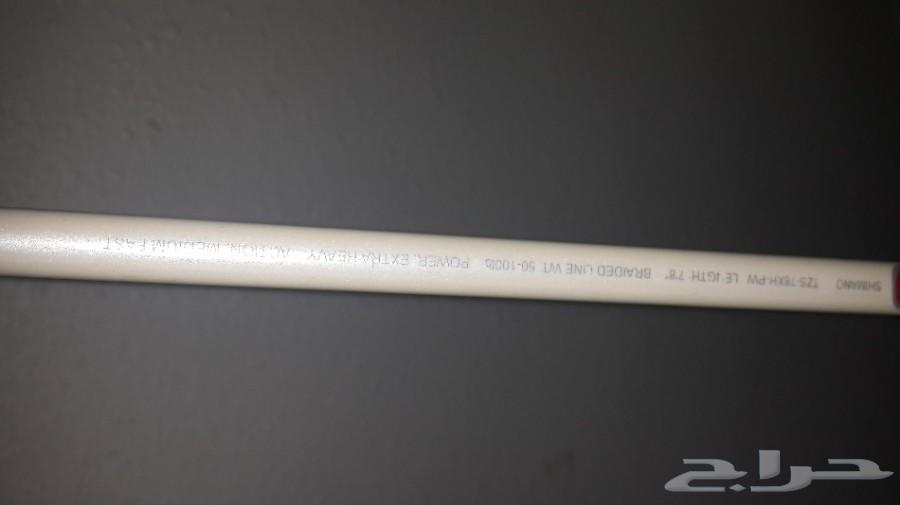 SHIMANO TZS-78XH-PW LENGTH: 7'8" BRAIDED LINE WT. 50-100lb. POWER: EXTRA HEAVY ACTION: MEDIUM FAST
حراج